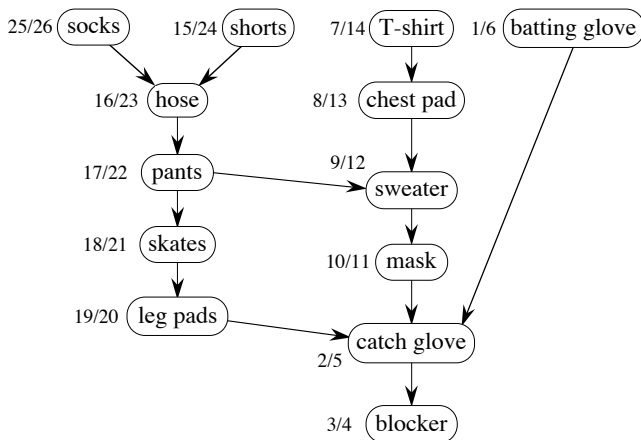 25/26 socks 15/24 shorts 7/14 T-shirt 1/6 batting glove
16/23 hose 8/13 chest pad
17/22 pants 9/12 sweater
18/21 skates 10/11 mask
19/20 leg pads catch glove
2/5
3/4 blocker